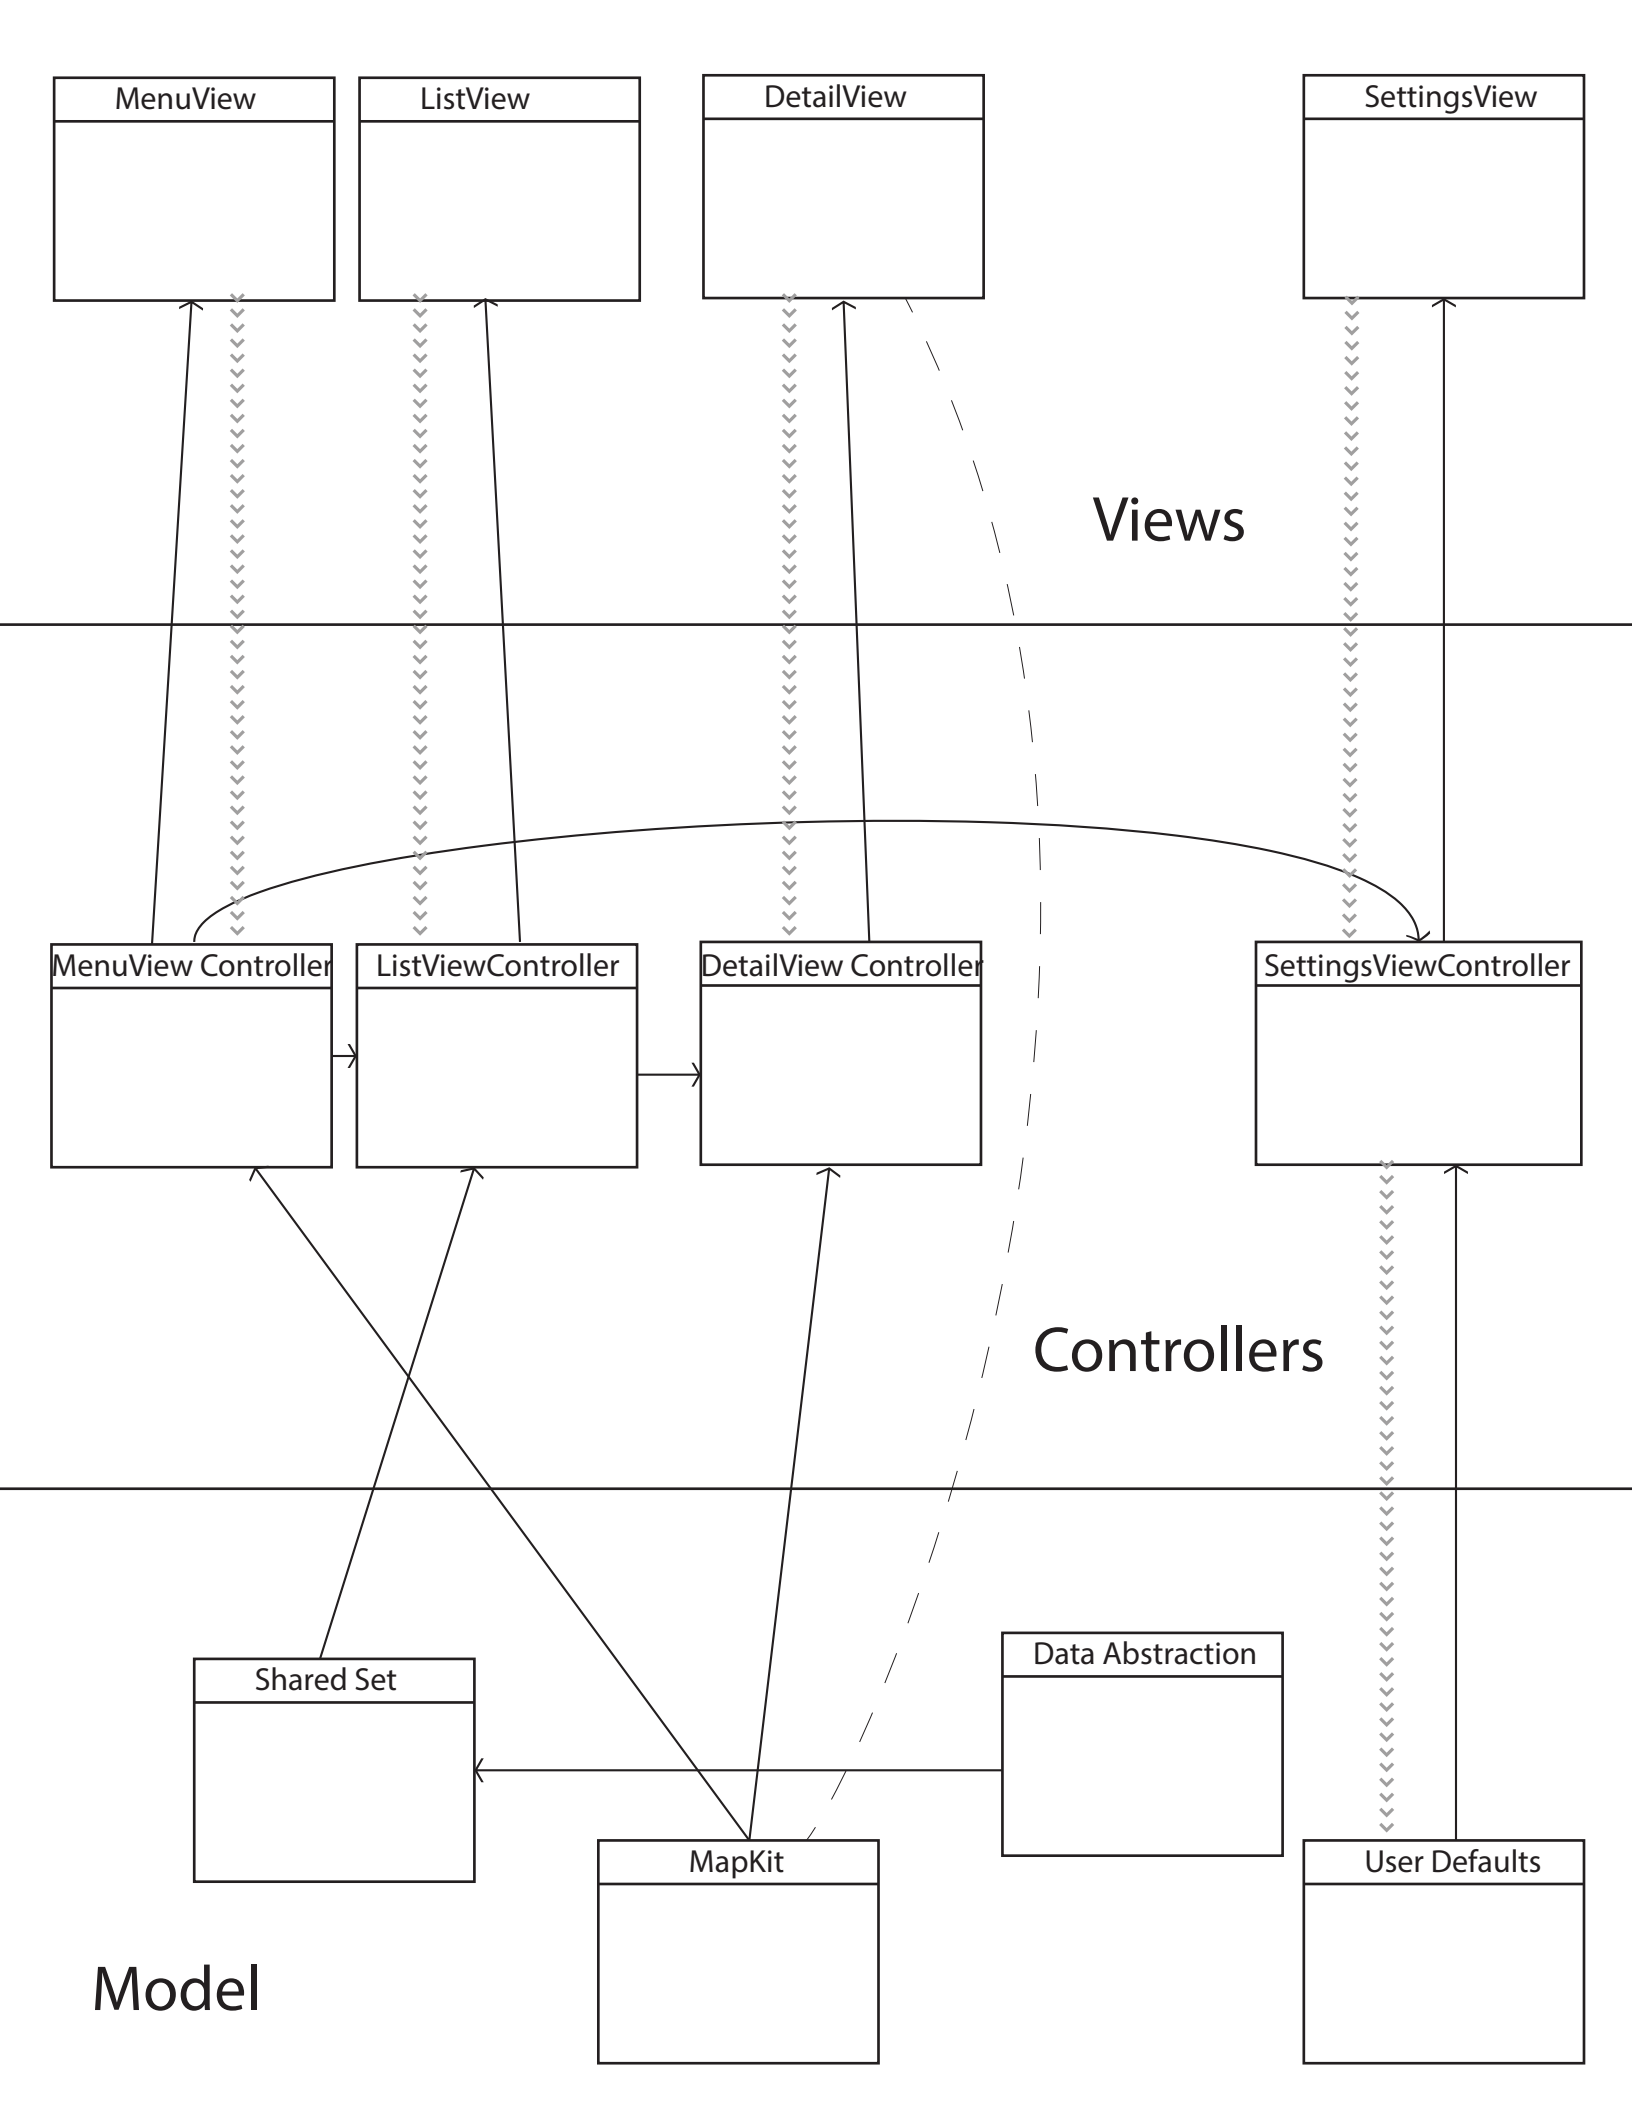 MenuView
ListView
DetailView
SettingsView
Views
MenuView Controller
ListViewController
DetailView Controller
SettingsViewController
Controllers
Shared Set
Data Abstraction
MapKit
User Defaults
Model